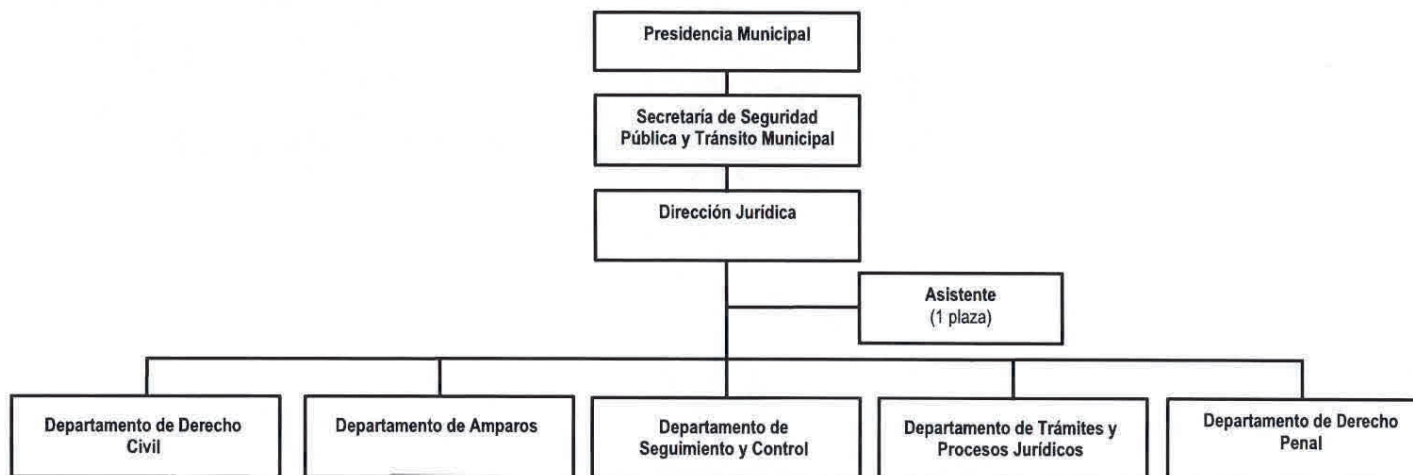 Presidencia Municipal
Secretaría de Seguridad
Pública y Tránsito Municipal
Dirección Jurídica
Asistente
(1 plaza)
Departamento de Derecho
Civil
Departamento de Amparos
Departamento de
Seguimiento y Control
Departamento de Trámites y
Procesos Jurídicos
Departamento de Derecho
Penal